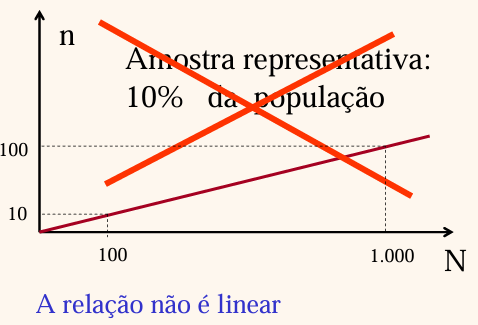 n
Amostra representativa:
10% da população
100
10
100
1.000
N
A relação não é linear